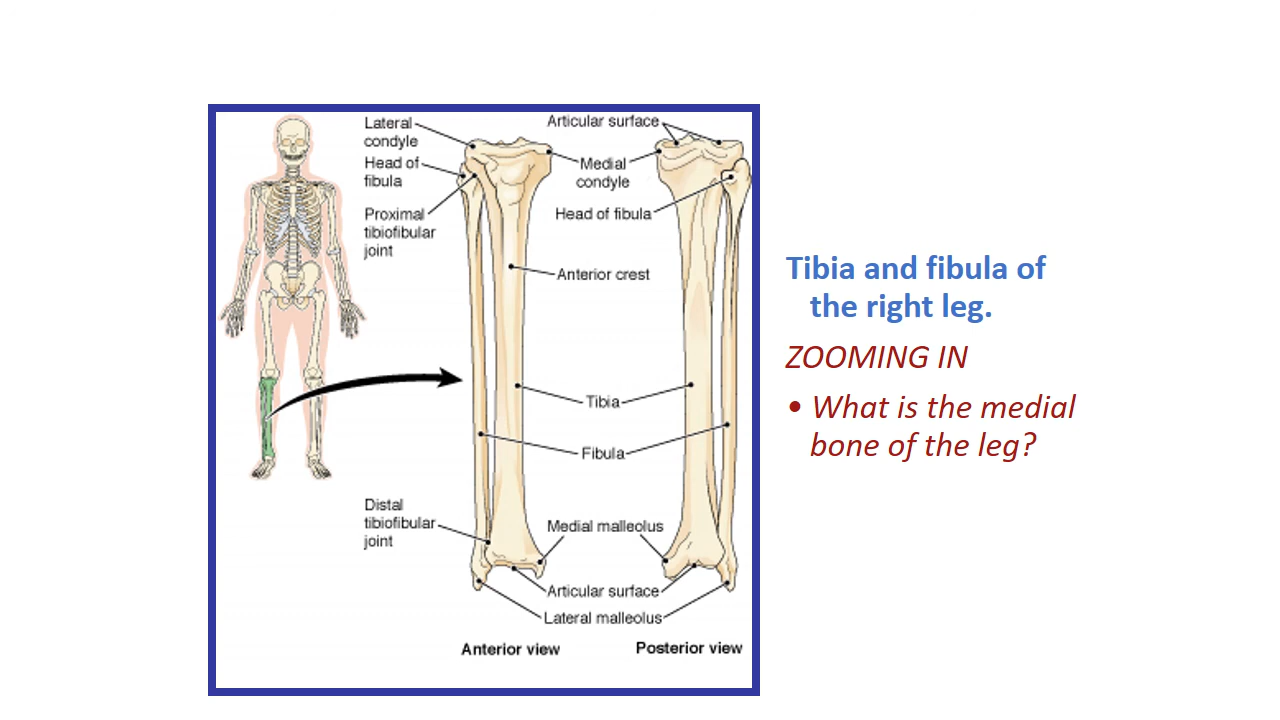 Lateral
condyle
Head of
fibula
Proximal
tibiofibular
joint
Articular surface
Medial
condyle
Head of fibula
Anterior crest
Tibia
Fibula
Distal
tibiofibular
joint
Medial malleolus
Articular surface
Lateral malleolus
Anterior view
Posterior view
Tibia and fibula of
the right leg.
ZOOMING IN
• What is the medial
bone of the leg?